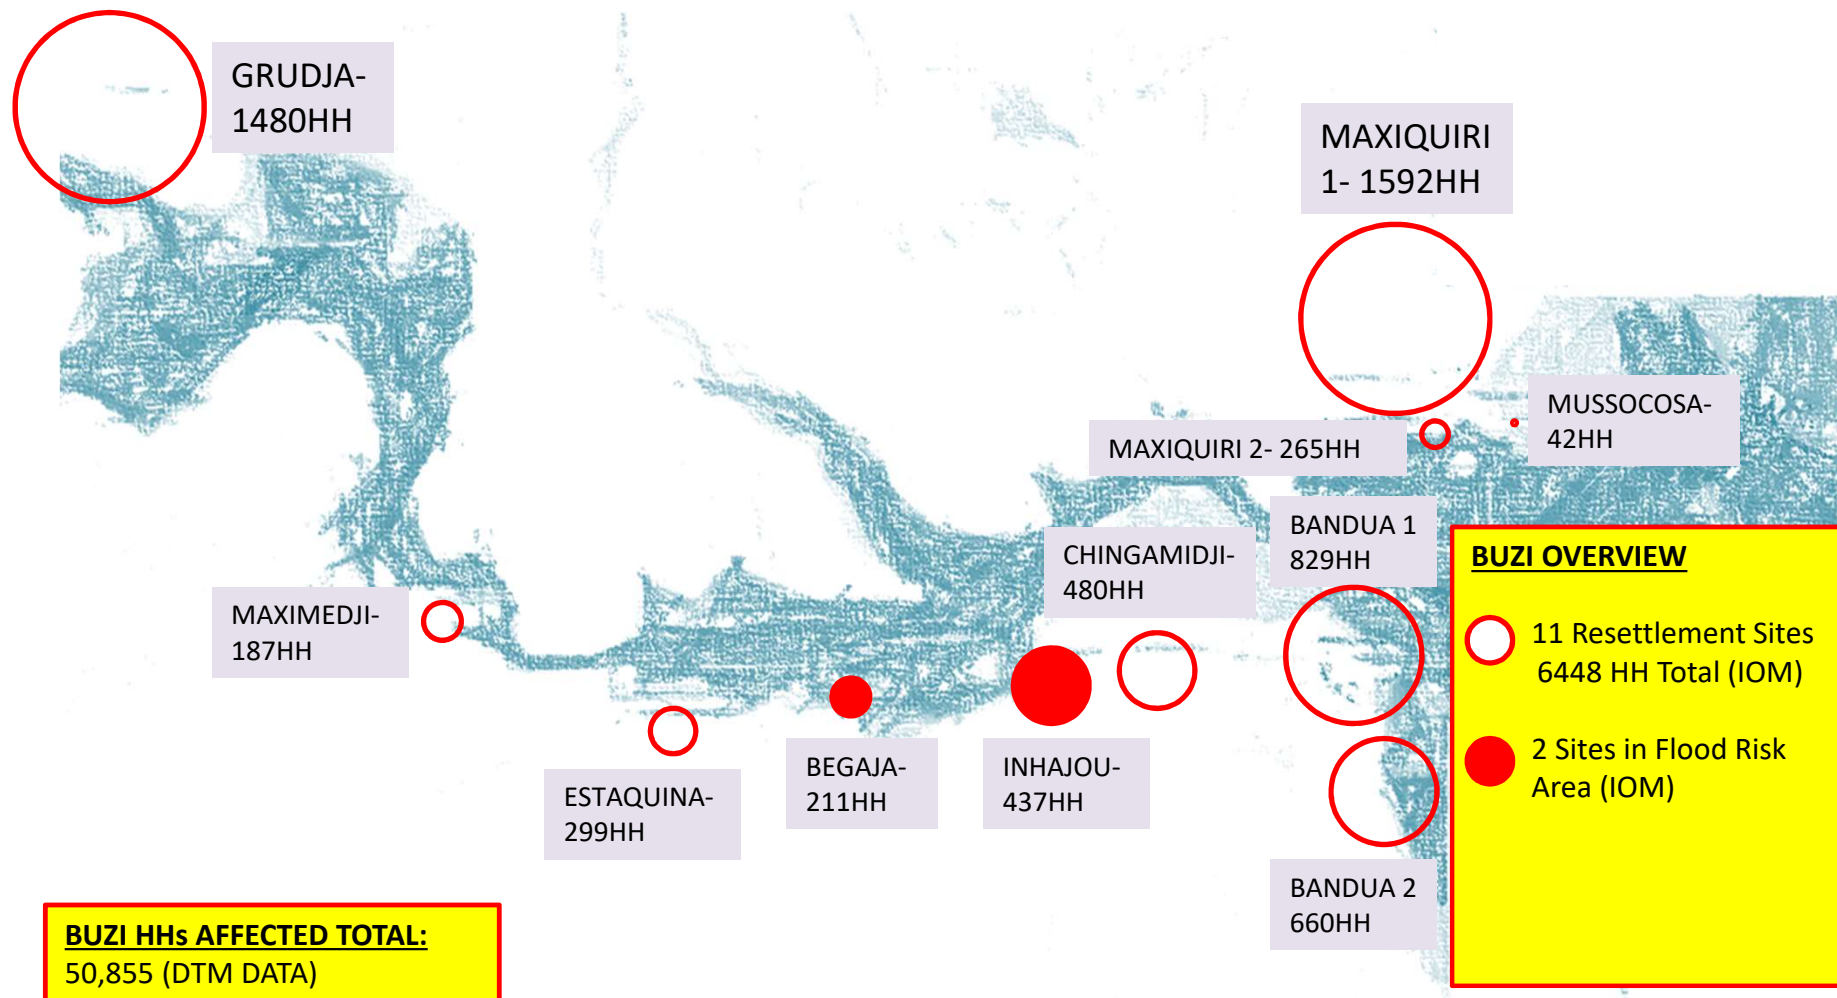 GRUDJA-
1480HH
MAXIQUIRI
1- 1592HH
MUSSOCOSA-
42HH
MAXIQUIRI 2- 265HH
BANDUA 1
829HH
CHINGAMIDJI-
480HH
MAXIMEDJI-
187HH
ESTAQUINA-
299HH
BEGAJA-
211HH
INHAJOU-
437HH
BANDUA 2
660HH
BUZI OVERVIEW
11 Resettlement Sites
6448 HH Total (IOM)
2 Sites in Flood Risk
Area (IOM)
BUZI HHs AFFECTED TOTAL:
50,855 (DTM DATA)